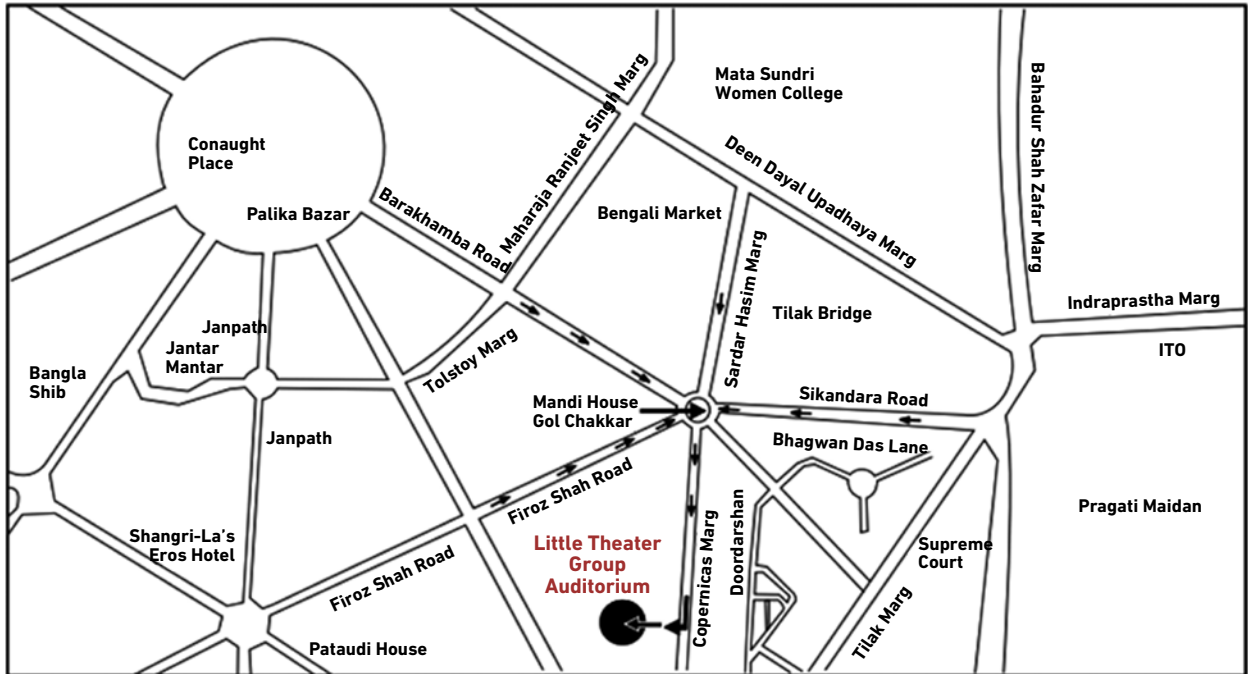 Mata Sundri
Women College
Bahadur Shah Zafar Marg
Conaught
Place
Maharaja Ranjeet Singh Marg
Deen Dayal Upadhaya Marg
Palika Bazar
Barakhamba Road
Bengali Market
Sardar Hasim Marg
Indraprastha Marg
Tilak Bridge
ITO
Janpath
Jantar
Mantar
Tolstoy Marg
Bangla
Shib
Mandi House
Gol Chakkar
Sikandara Road
Janpath
Bhagwan Das Lane
Firoz Shah Road
Pragati Maidan
Shangri-La's
Eros Hotel
Little Theater
Group
Auditorium
Copernicas Marg
Doordarshan
Supreme
Court
Firoz Shah Road
Tilak Marg
Pataudi House